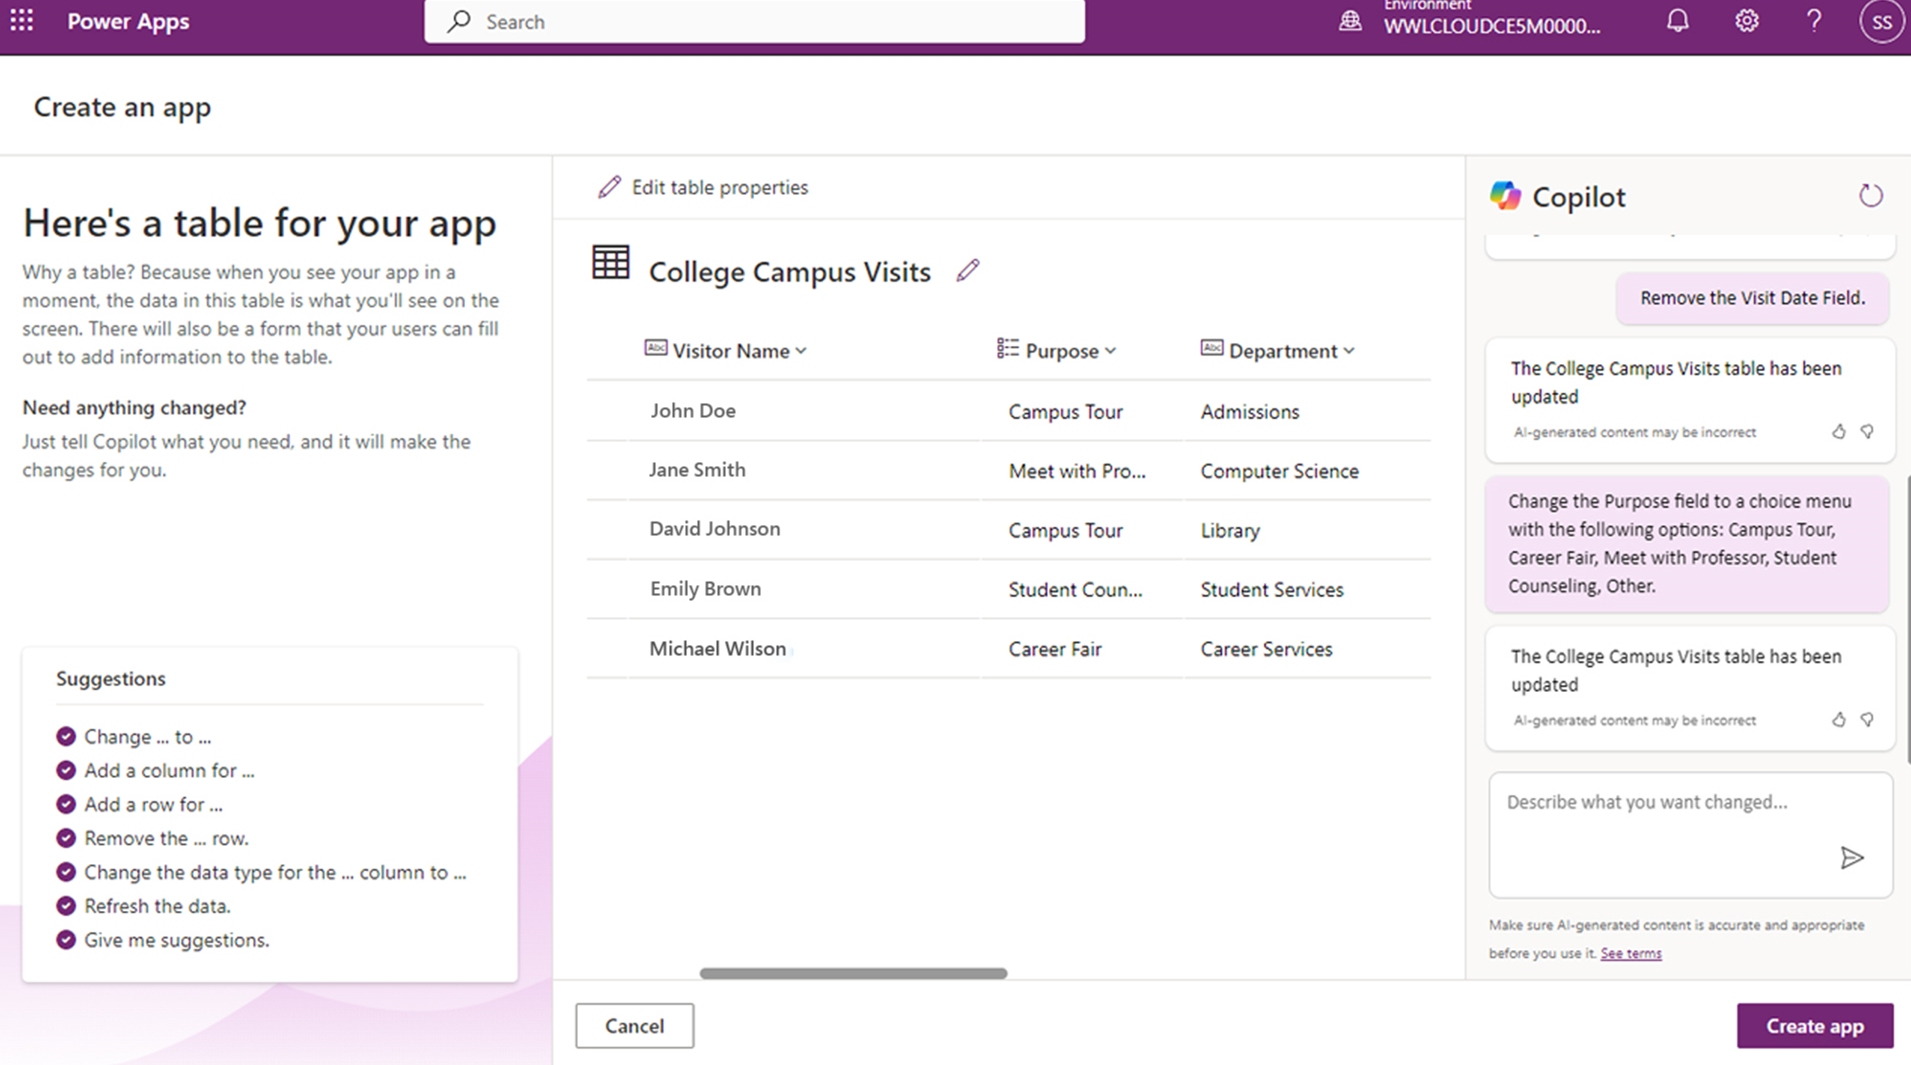 Power Apps
Search
Environment
WWLCLOUDCE5M0000...
SS
Create an app
Here's a table for your app
Why a table? Because when you see your app in a
moment, the data in this table is what you'll see on the
screen. There will also be a form that your users can fill
out to add information to the table.
Need anything changed?
Just tell Copilot what you need, and it will make the
changes for you.
Suggestions
Change ... to ...
Add a column for ...
Add a row for ...
Remove the ... row.
Change the data type for the ... column to ...
Refresh the data.
Give me suggestions.
Edit table properties
College Campus Visits
Abc Visitor Name Purpose Abc Department
John Doe Campus Tour Admissions
Jane Smith Meet with Pro... Computer Science
David Johnson Campus Tour Library
Emily Brown Student Coun... Student Services
Michael Wilson Career Fair Career Services
Cancel
Copilot
Remove the Visit Date Field.
The College Campus Visits table has been
updated
AI-generated content may be incorrect
Change the Purpose field to a choice menu
with the following options: Campus Tour,
Career Fair, Meet with Professor, Student
Counseling, Other.
The College Campus Visits table has been
updated
AI-generated content may be incorrect
Describe what you want changed...
Make sure AI-generated content is accurate and appropriate
before you use it. See terms
Create app